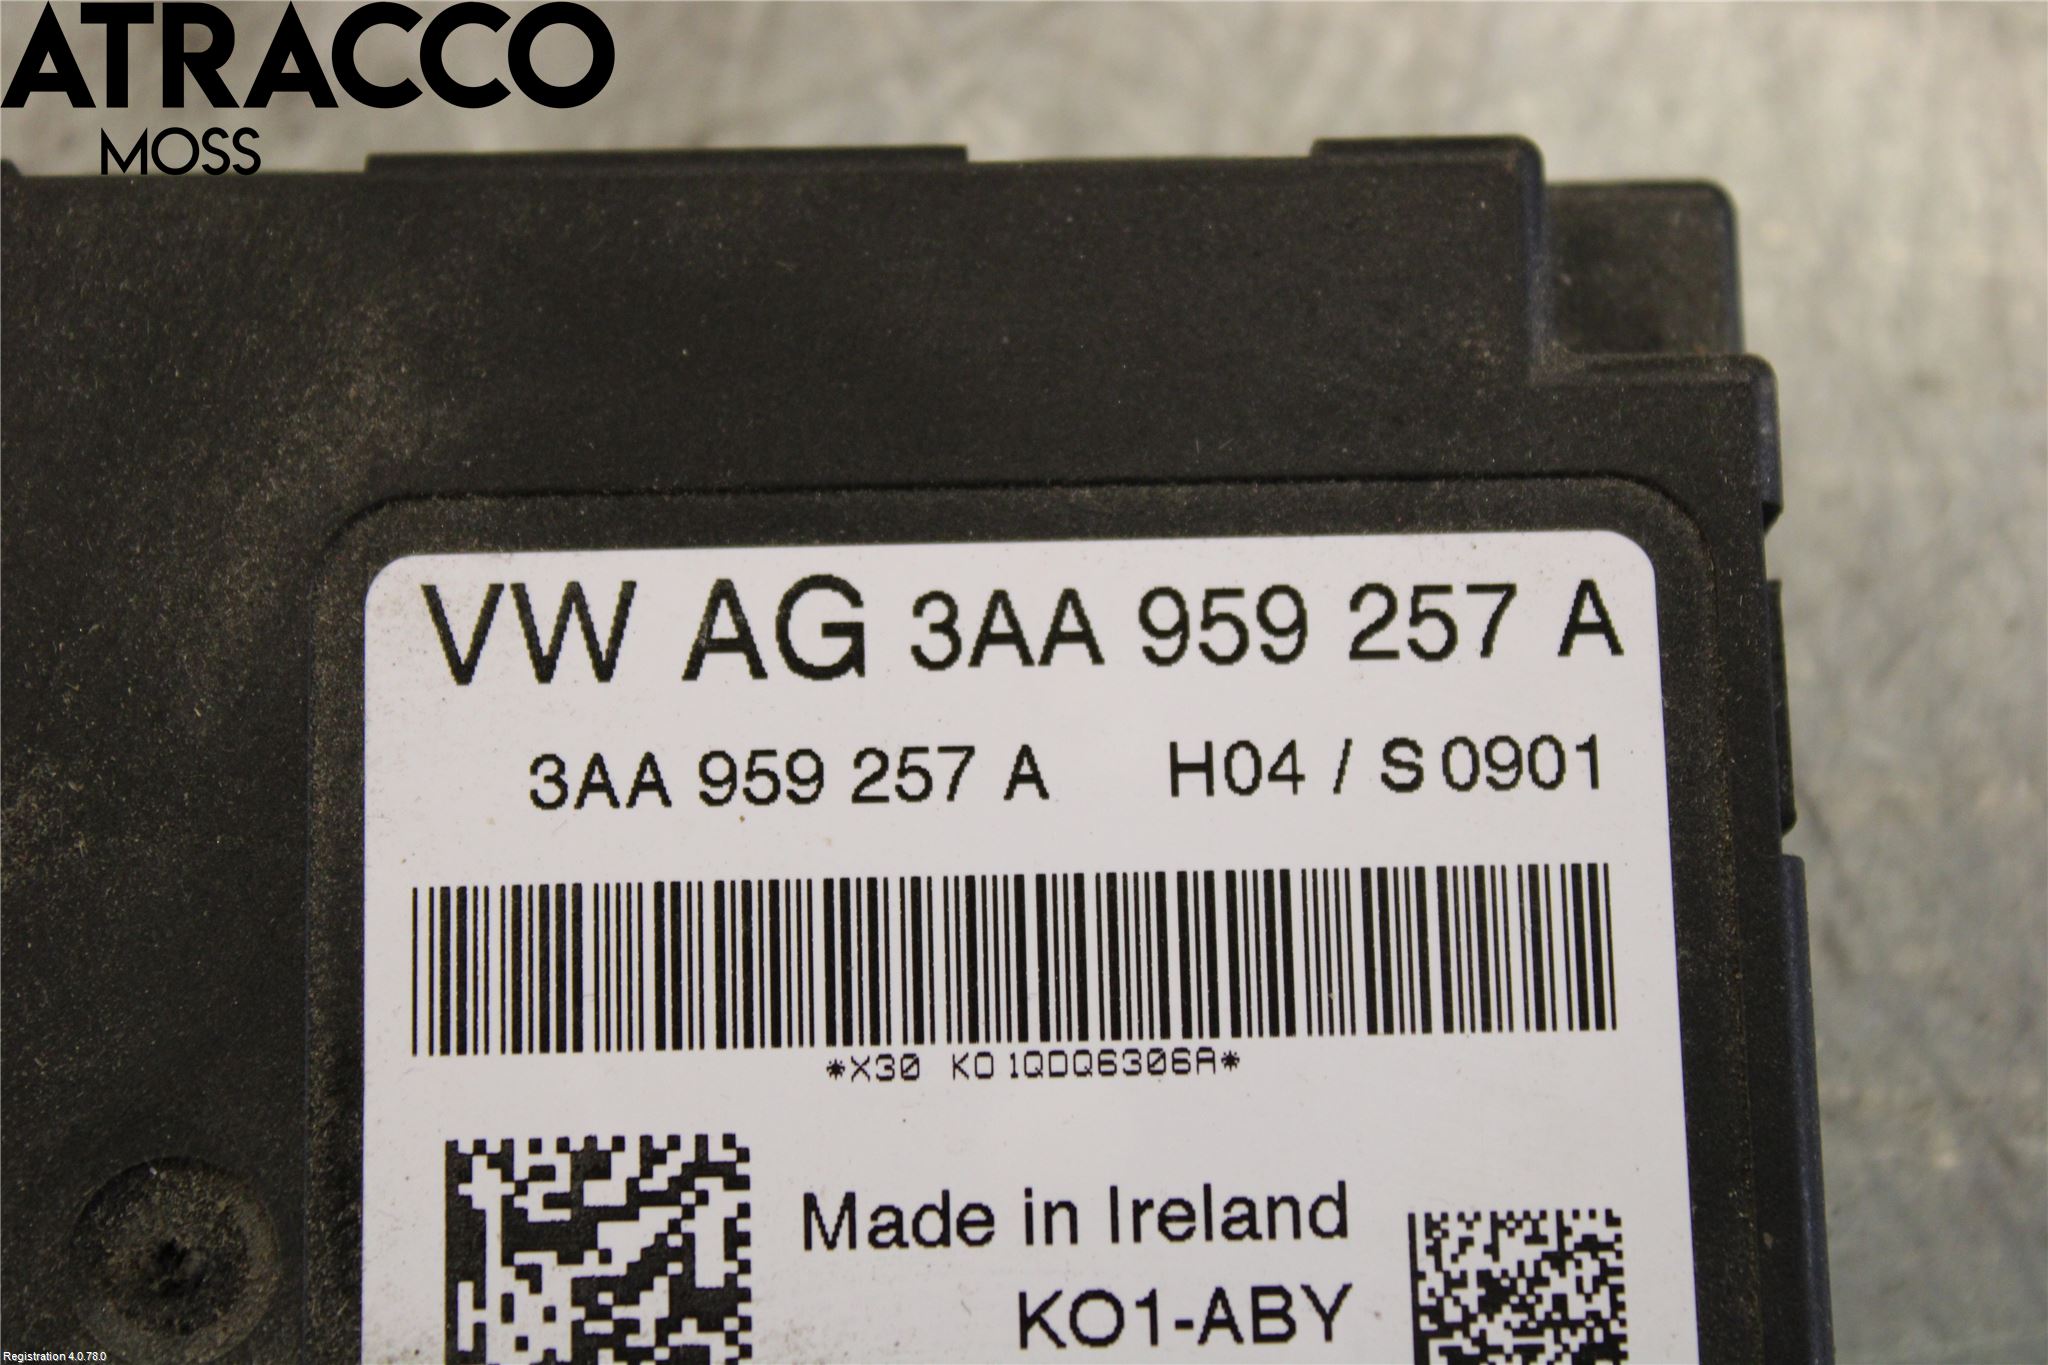 ATRACCO
MOSS
VW AG 3AA 959 257 A
3AA 959 257 A H04 / S 0901
*X30 KO1QDQ6306A*
Made in Ireland
KO1-ABY
Registration 4.0.78.0